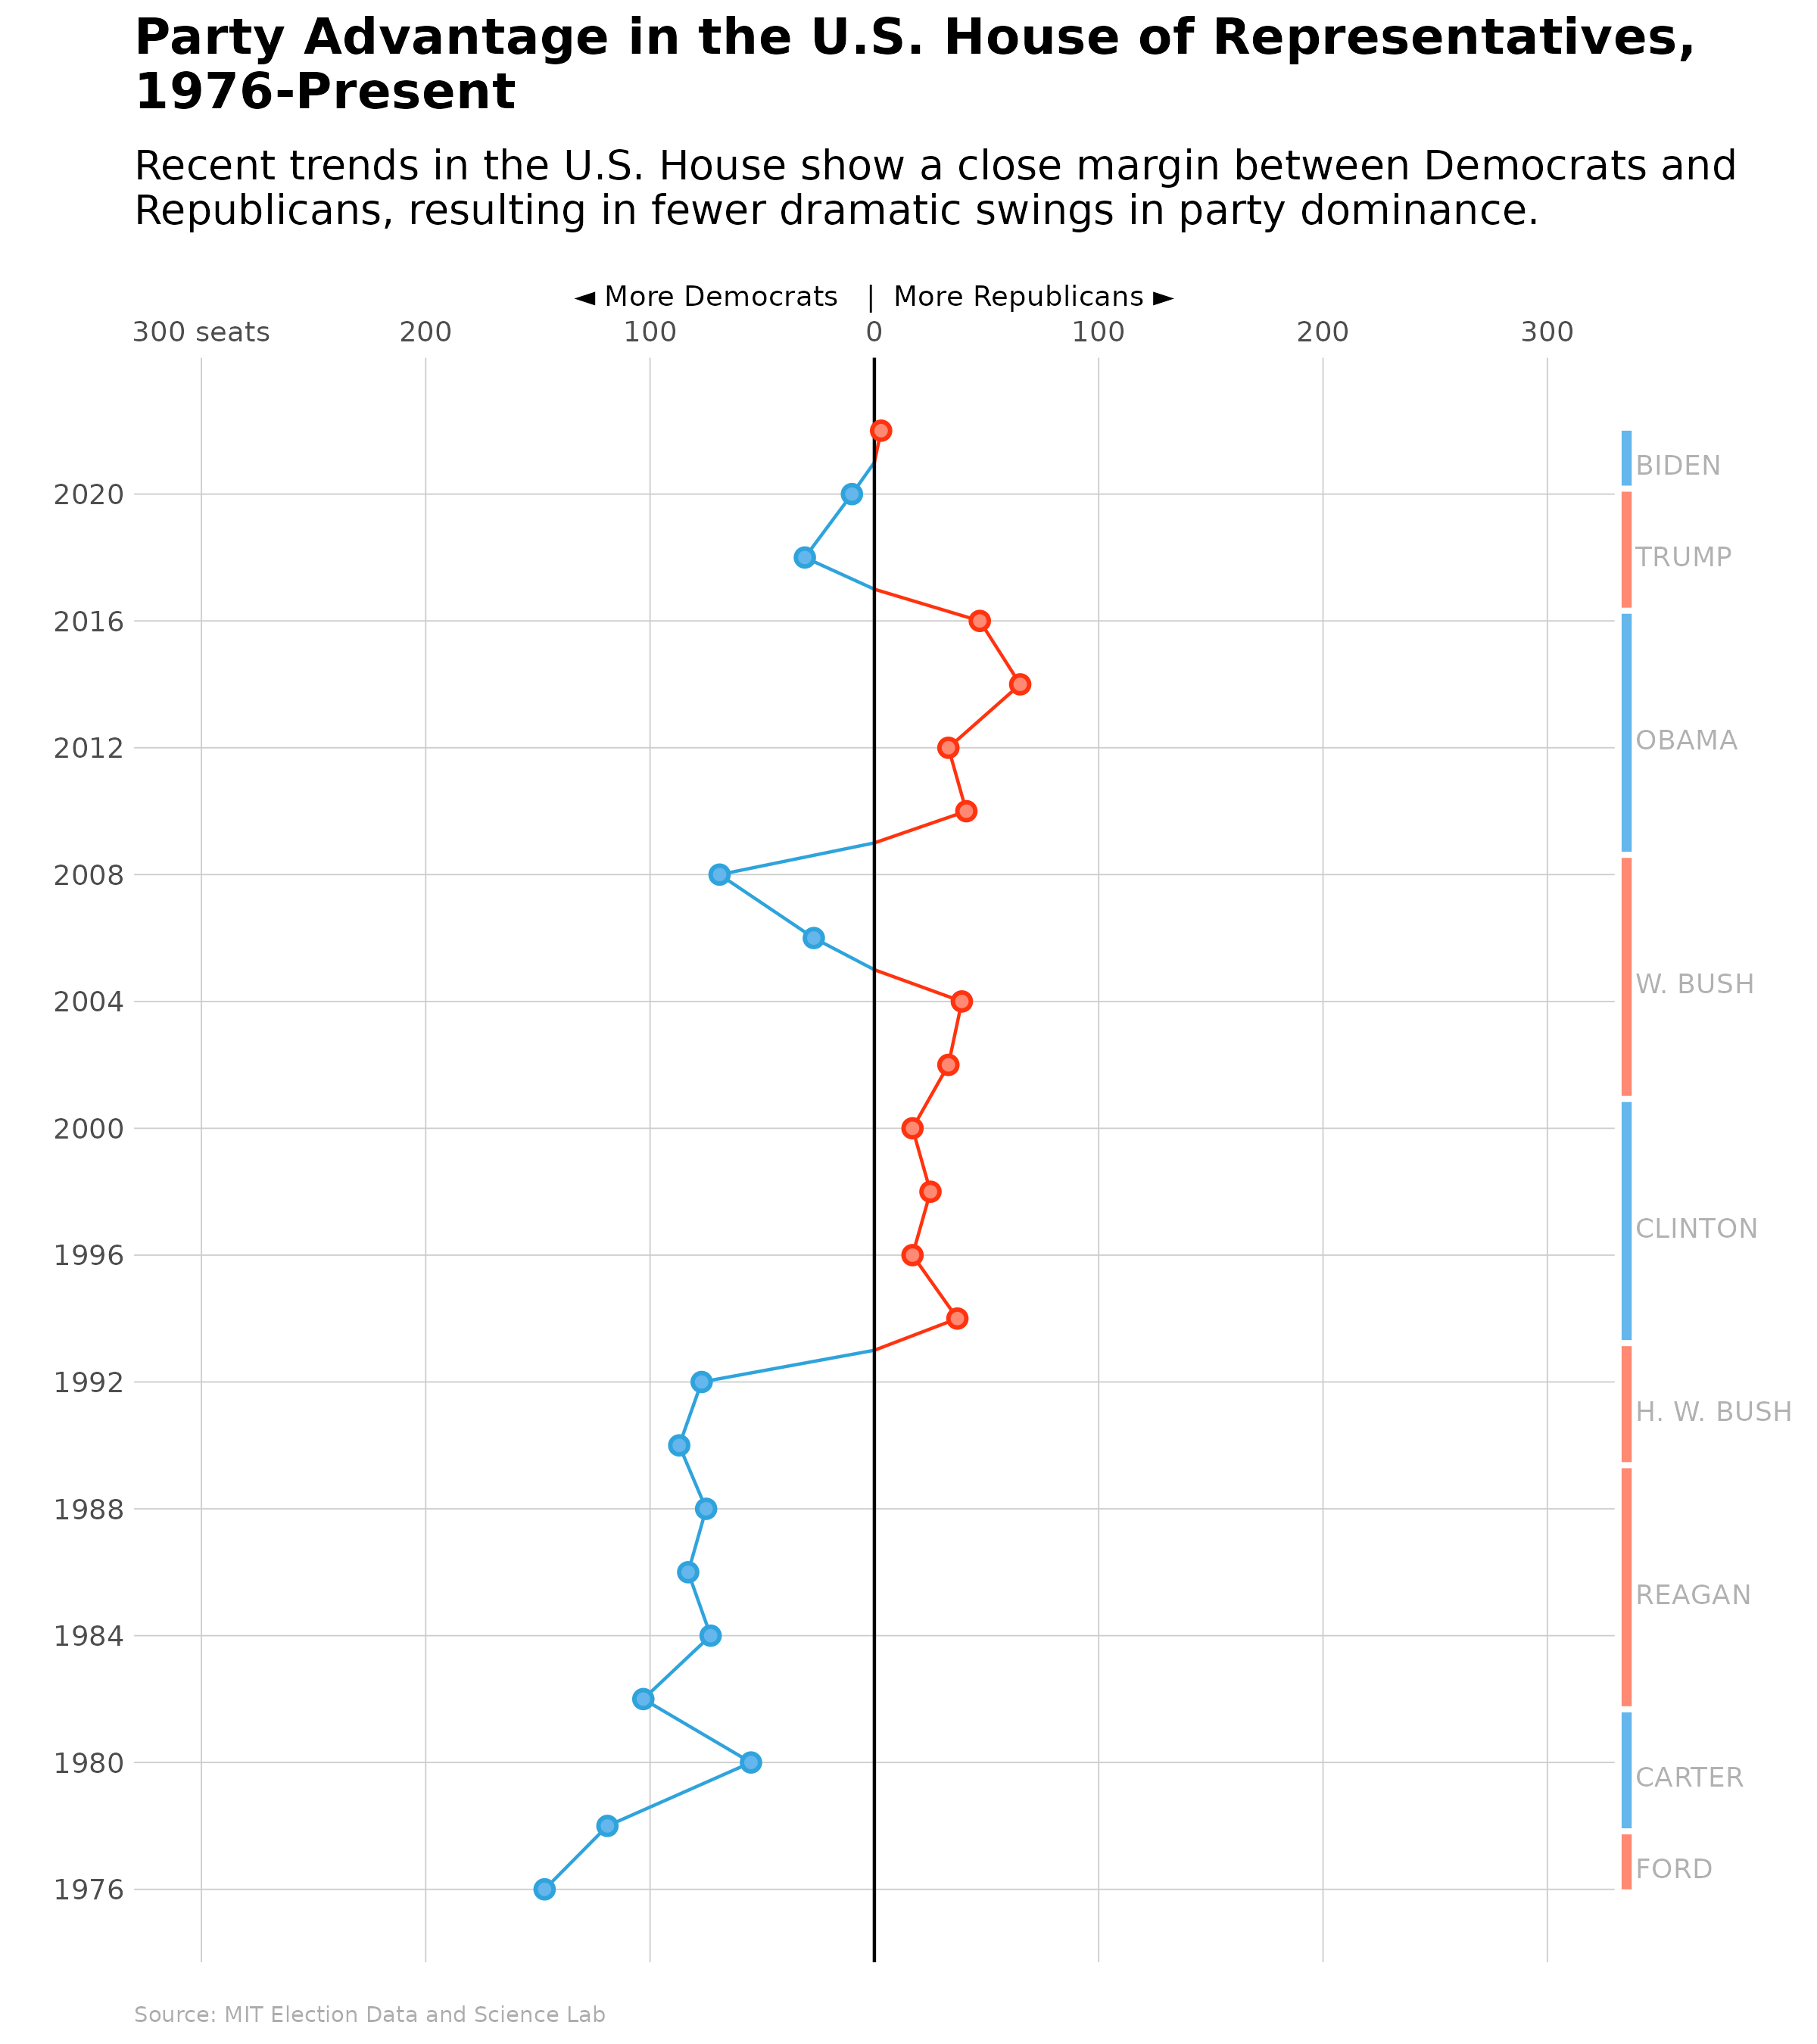 Party Advantage in the U.S. House of Representatives,
1976-Present
Recent trends in the U.S. House show a close margin between Democrats and
Republicans, resulting in fewer dramatic swings in party dominance.
◄ More Democrats | More Republicans ►
300 seats 200 100 0 100 200 300
BIDEN
2020
TRUMP
2016
OBAMA
2012
2008
W. BUSH
2004
2000
CLINTON
1996
1992
H. W. BUSH
1988
REAGAN
1984
1980
CARTER
FORD
1976
Source: MIT Election Data and Science Lab